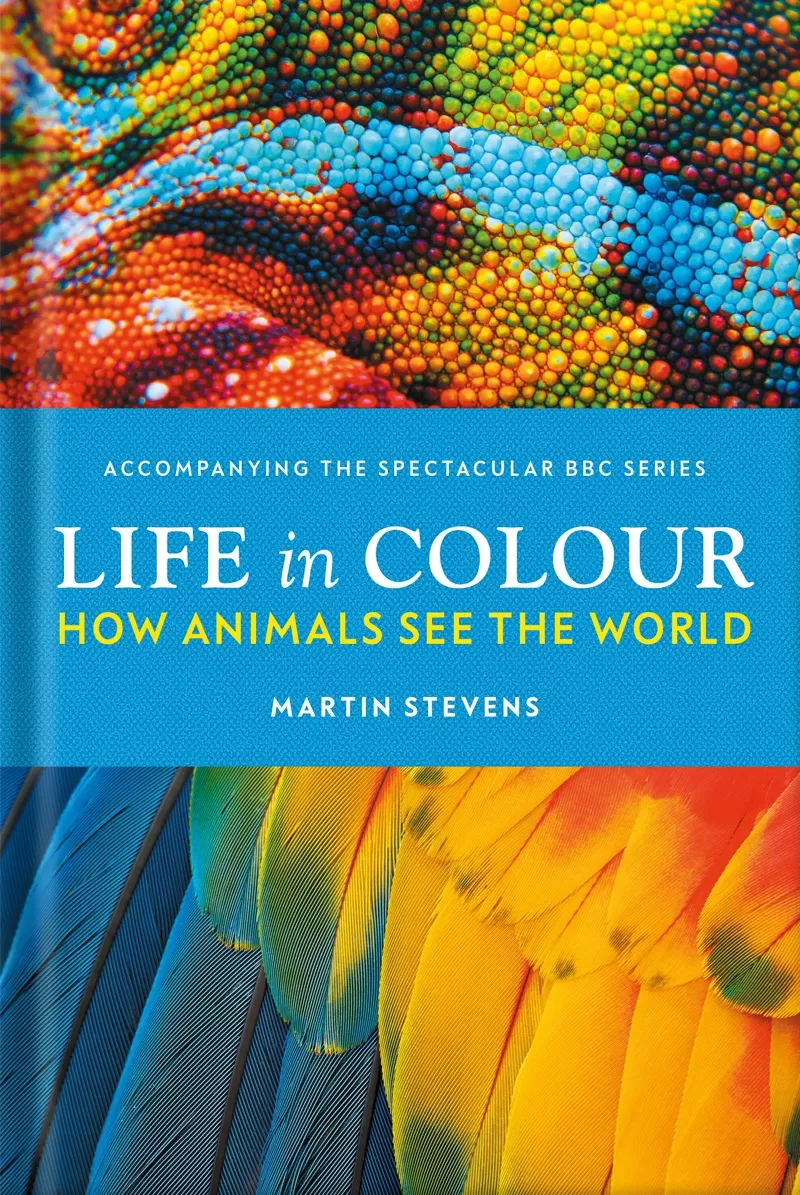 ACCOMPANYING THE SPECTACULAR BBC SERIES
LIFE in COLOUR
HOW ANIMALS SEE THE WORLD
MARTIN STEVENS